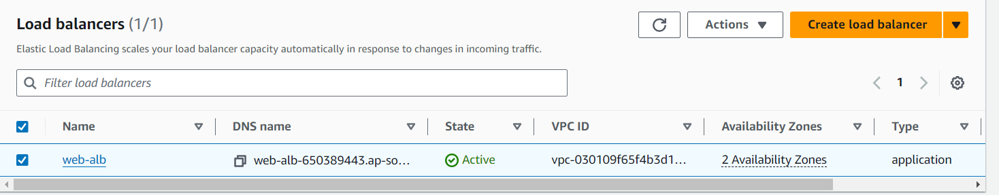 Load balancers (1/1)
Actions
Create load balancer
Elastic Load Balancing scales your load balancer capacity automatically in response to changes in incoming traffic.
Filter load balancers
1
Name DNS name State VPC ID Availability Zones Type
web-alb web-alb-650389443.ap-so... Active vpc-030109f65f4b3d1... 2 Availability Zones application